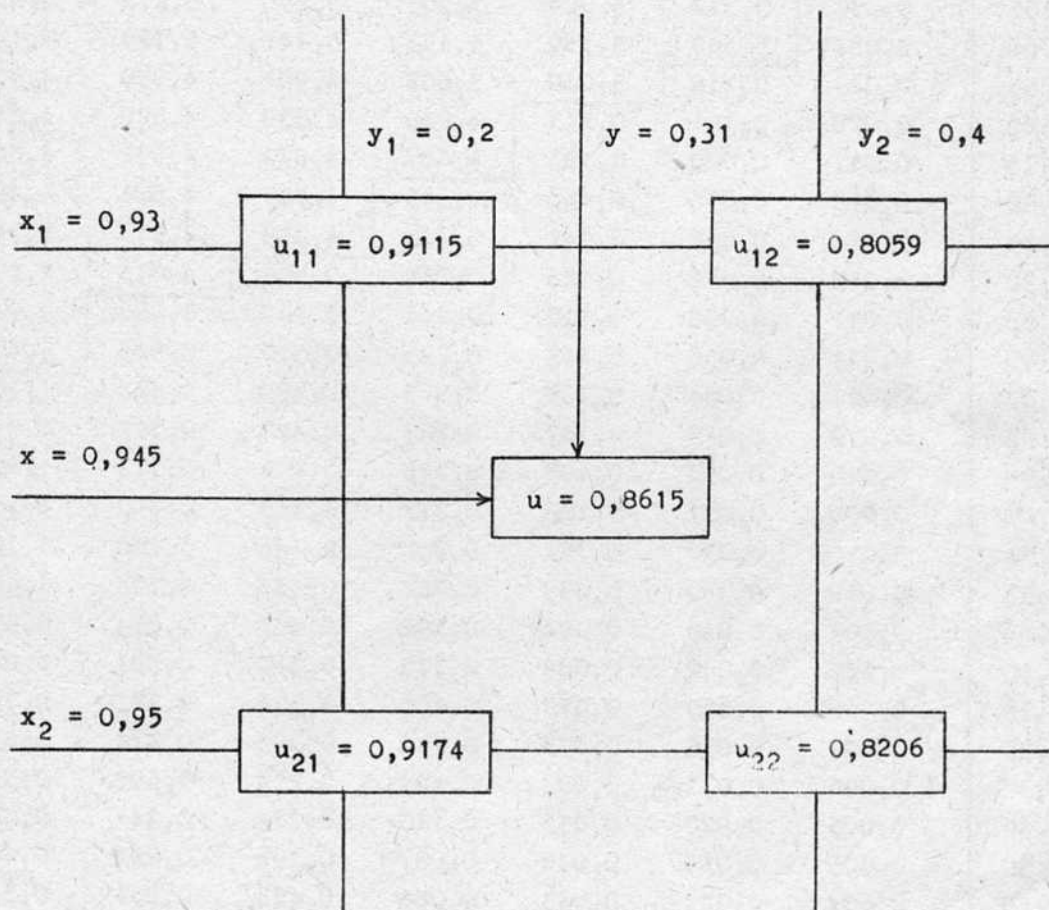 y₁ = 0,2 y = 0,31 y₂ = 0,4
x₁ = 0,93
u₁₁ = 0,9115 u₁₂ = 0,8059
x = 0,945
u = 0,8615
x₂ = 0,95
u₂₁ = 0,9174 u₂₂ = 0,8206